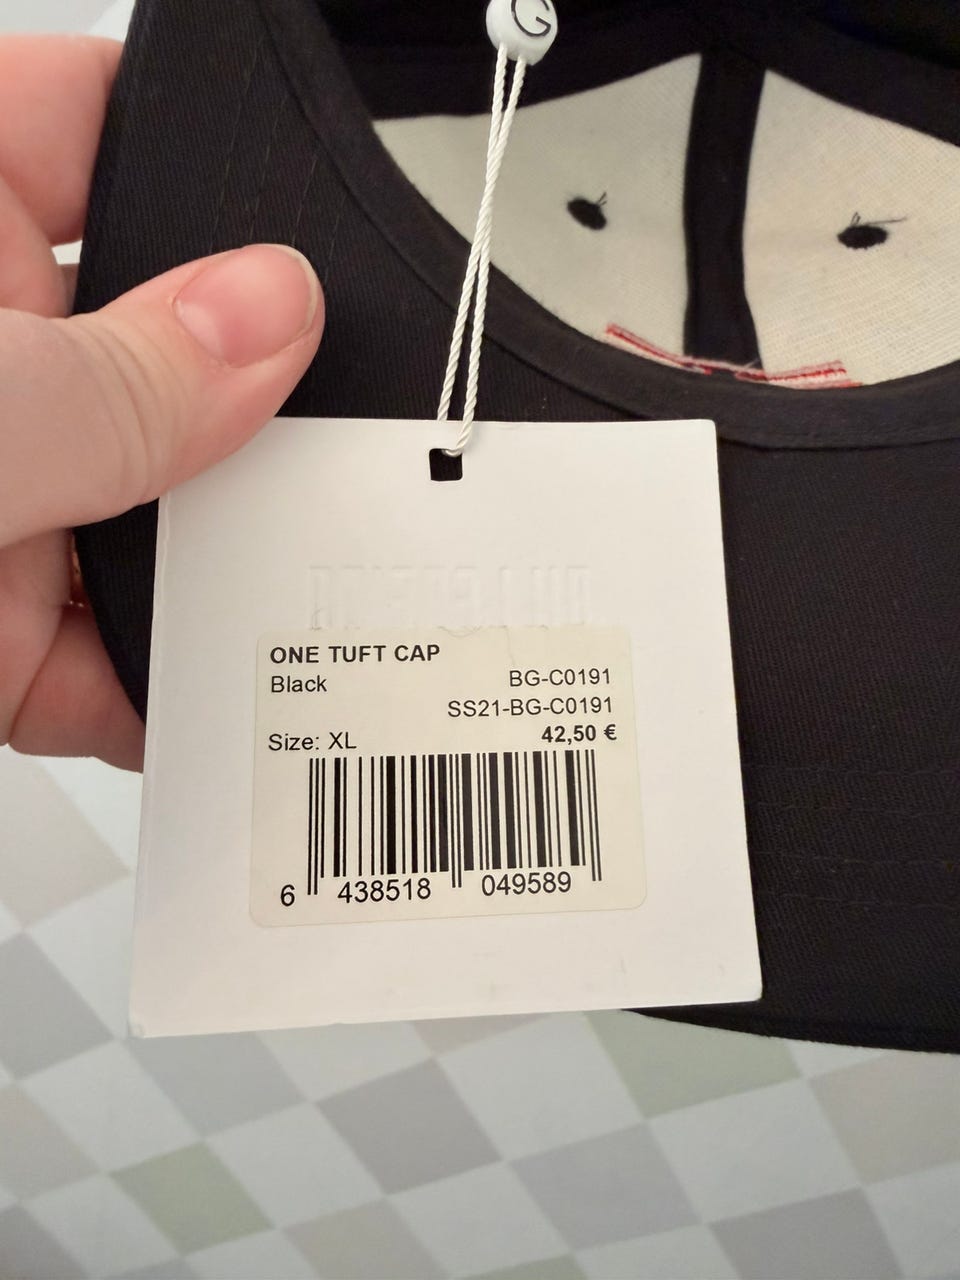 G
ONE TUFT CAP
Black
BG-C0191
SS21-BG-C0191
Size: XL
42,50 €
6 438518 049589